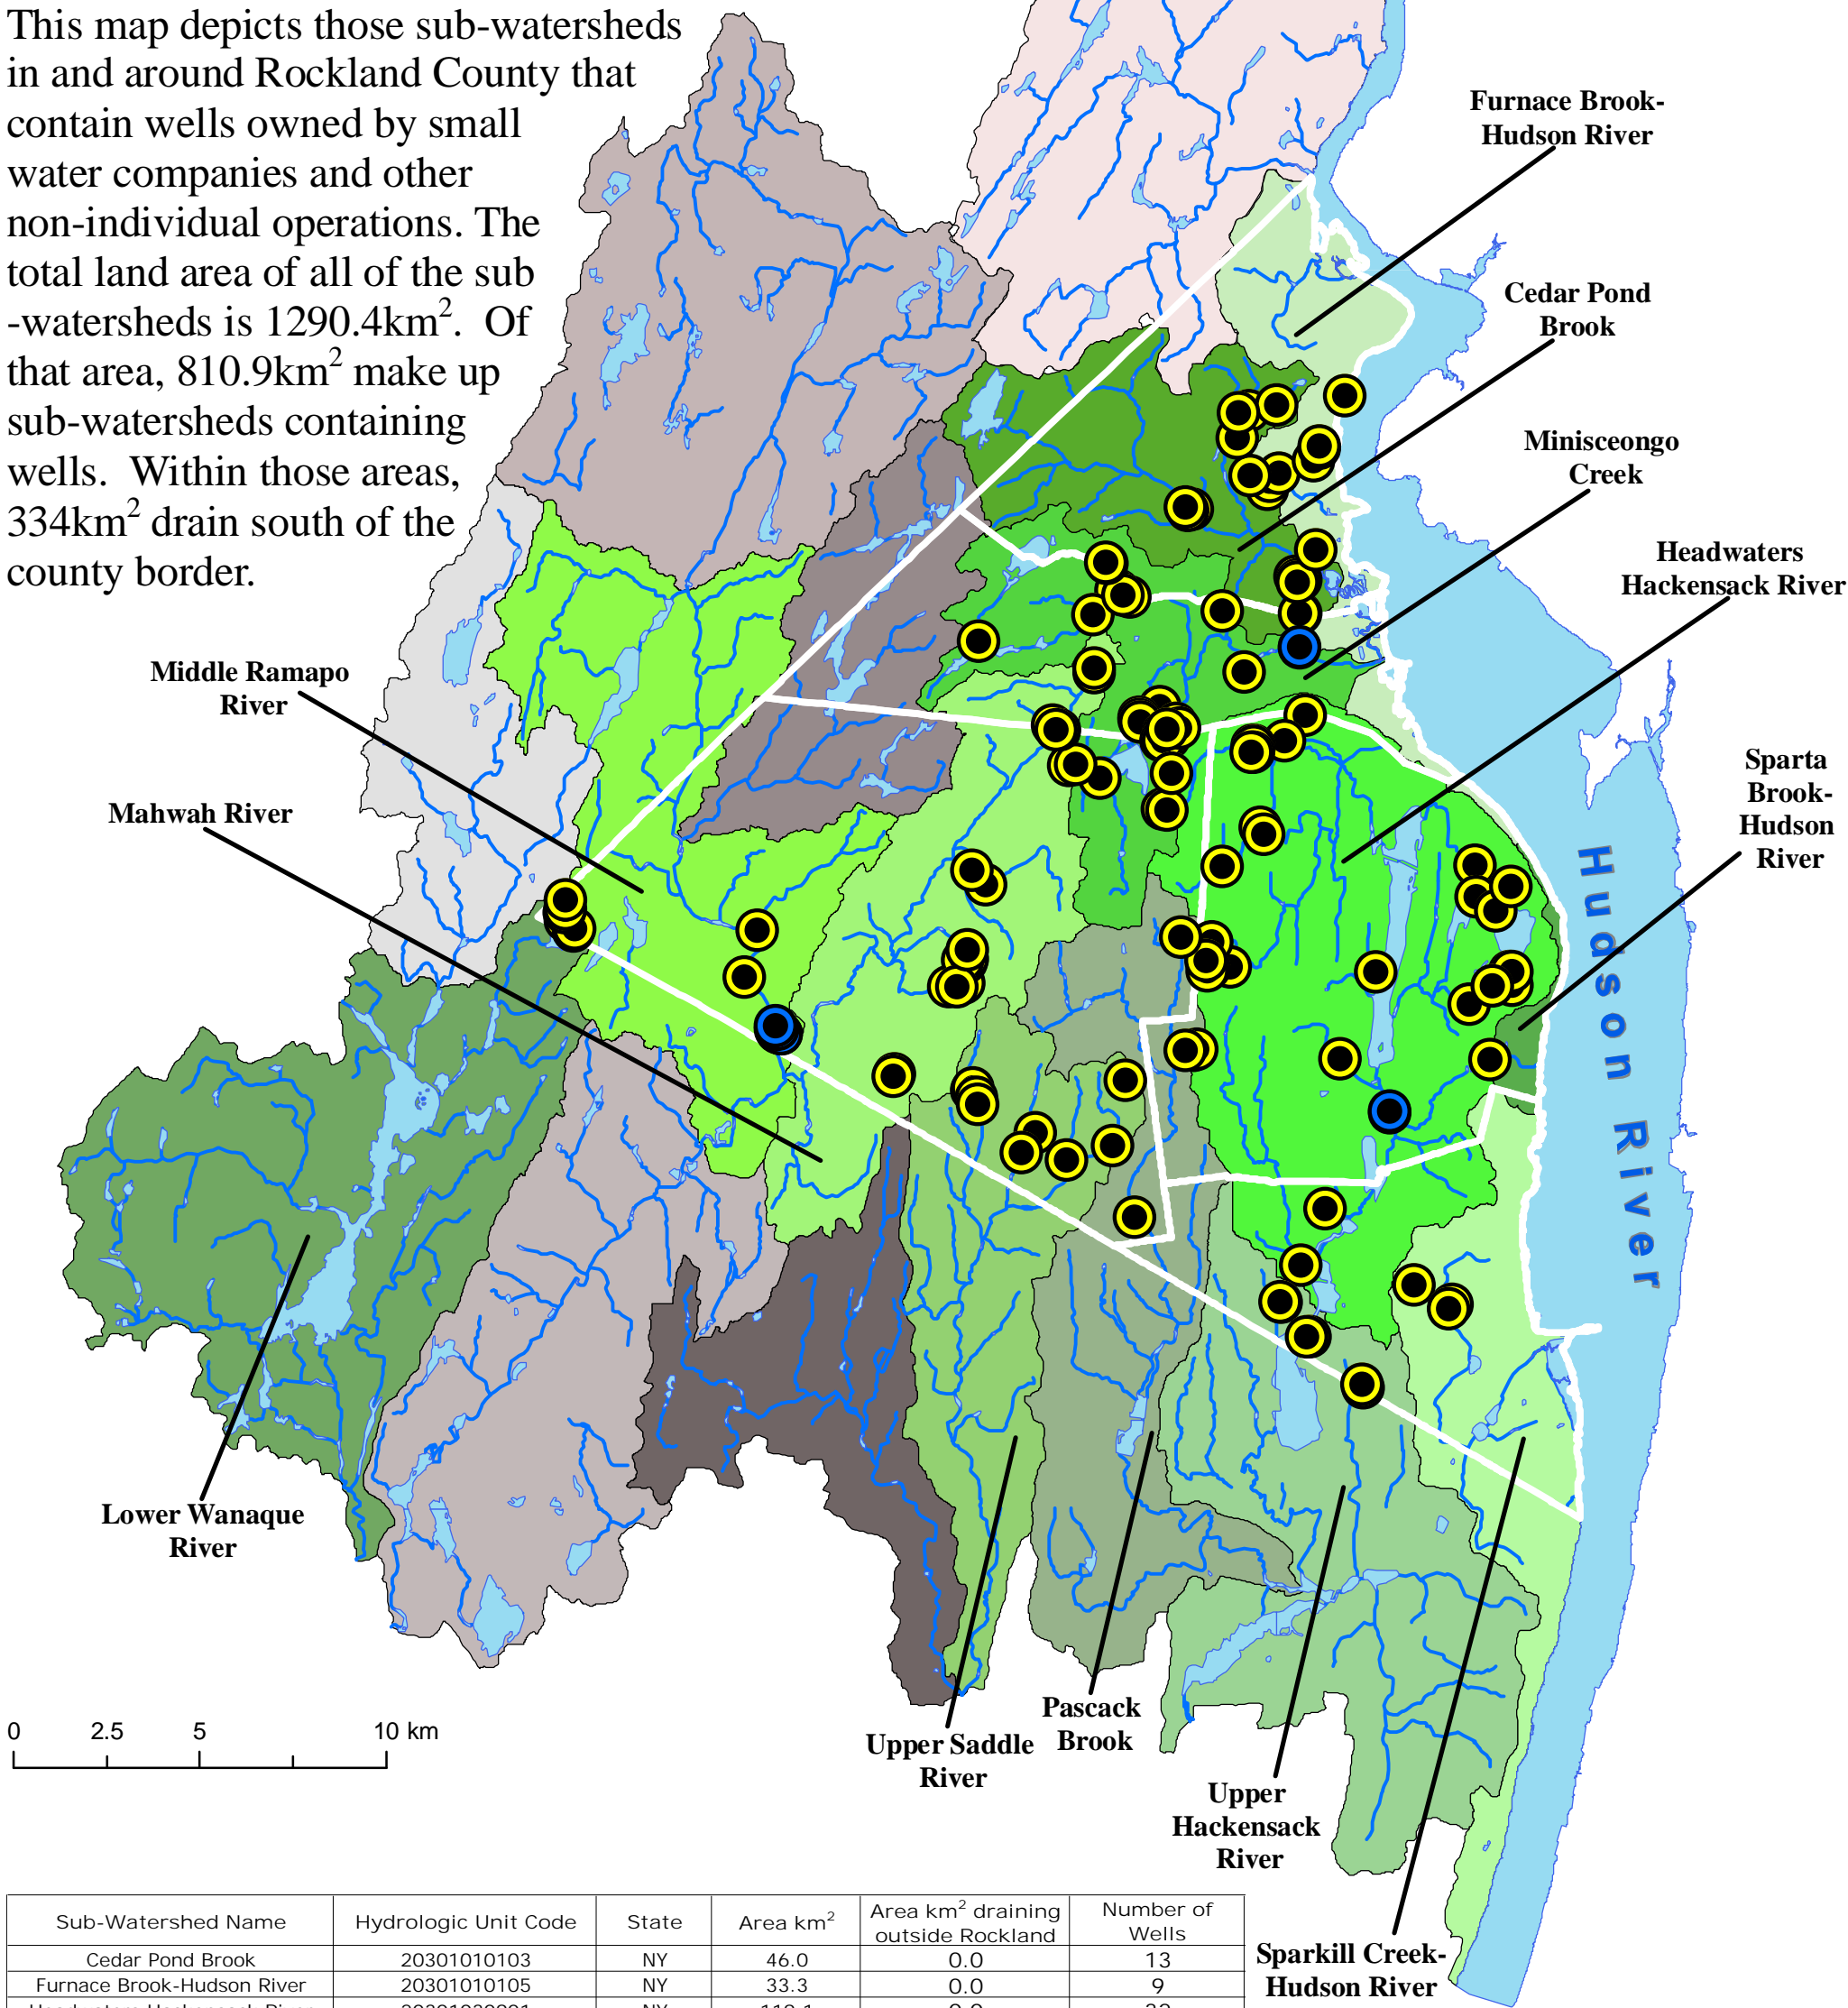 This map depicts those sub-watersheds
in and around Rockland County that
contain wells owned by small
water companies and other
non-individual operations. The
total land area of all of the sub
-watersheds is 1290.4km². Of
that area, 810.9km² make up
sub-watersheds containing
wells. Within those areas,
334km² drain south of the
county border.
Furnace Brook-
Hudson River
Cedar Pond
Brook
Minisceongo
Creek
Headwaters
Hackensack River
Sparta
Brook-
Hudson
River
Middle Ramapo
River
Mahwah River
Hudson River
Lower Wanaque
River
Upper Saddle
River
Pascack
Brook
Upper
Hackensack
River
Sparkill Creek-
Hudson River
0 2.5 5 10 km
Sub-Watershed Name Hydrologic Unit Code State Area km² Area km² draining outside Rockland Number of Wells
Cedar Pond Brook 20301010103 NY 46.0 0.0 13
Furnace Brook-Hudson River 20301010105 NY 33.3 0.0 9